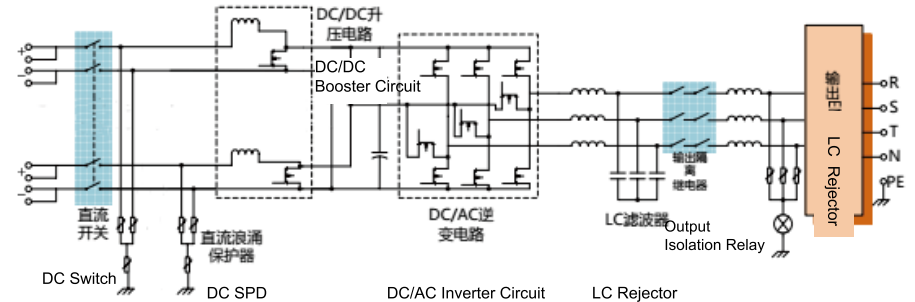 DC/DC升
压电路
DC/DC
Booster Circuit
+
−
+
−
直流
开关
DC Switch
直流浪涌
保护器
DC SPD
DC/AC逆
变电路
DC/AC Inverter Circuit
LC滤波器
LC Rejector
输出隔
离
继电器
Output
Isolation Relay
输出EI
LC Rejector
R
S
T
N
PE